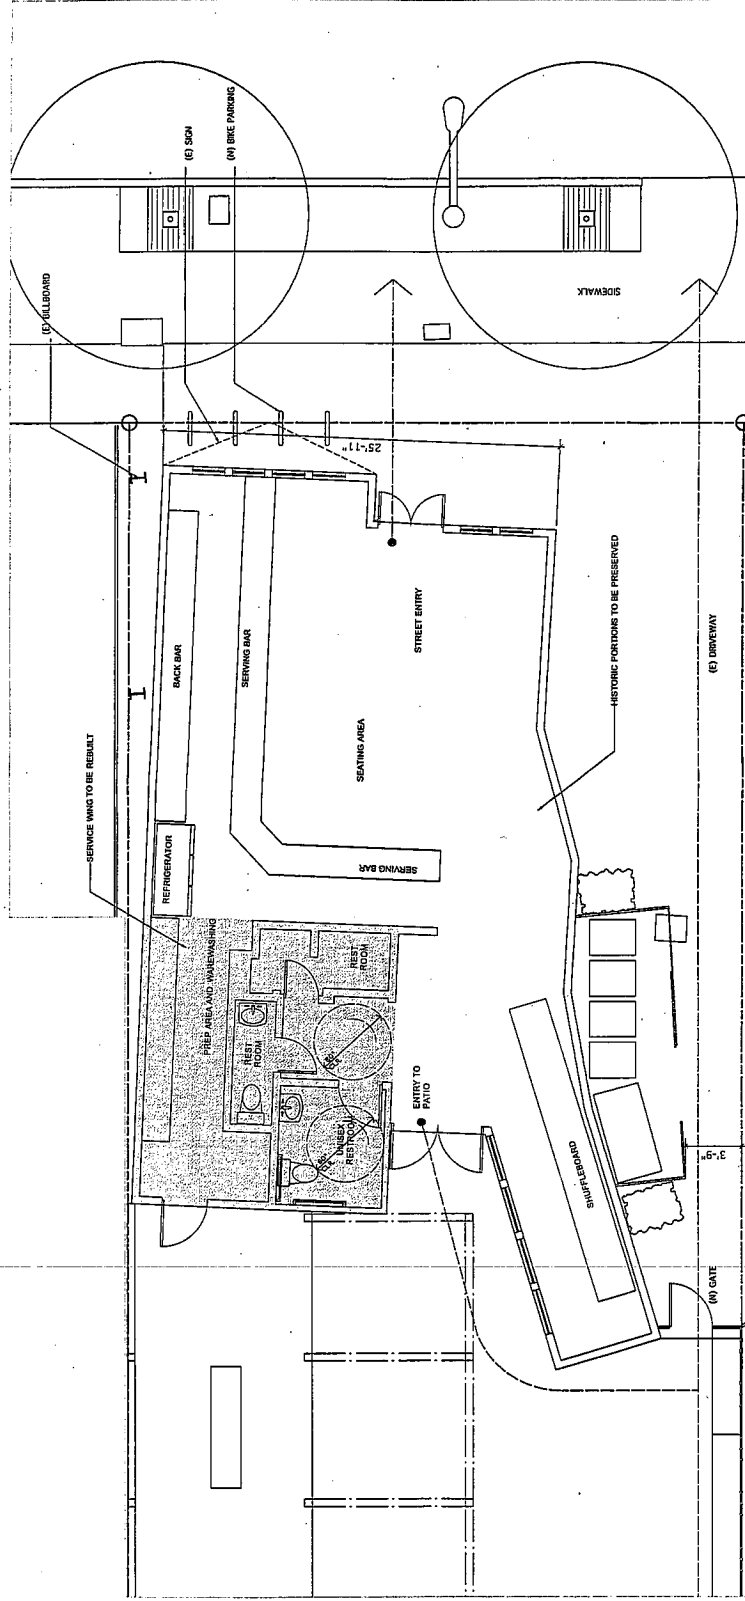 (E) SIGN
(N) BIKE PARKING
(E) BILLBOARD
SIDEWALK
25'-11"
BACK BAR
SERVING BAR
STREET ENTRY
HISTORIC PORTIONS TO BE PRESERVED
(E) DRIVEWAY
SEATING AREA
SERVICE WING TO BE REBUILT
REFRIGERATOR
SERVING BAR
PREP AREA AND WAREWASHING
REST
ROOM
REST
ROOM
ENTRY TO
PATIO
UNISEX
RESTROOM
SHUFFLEBOARD
3'-9"
(N) GATE